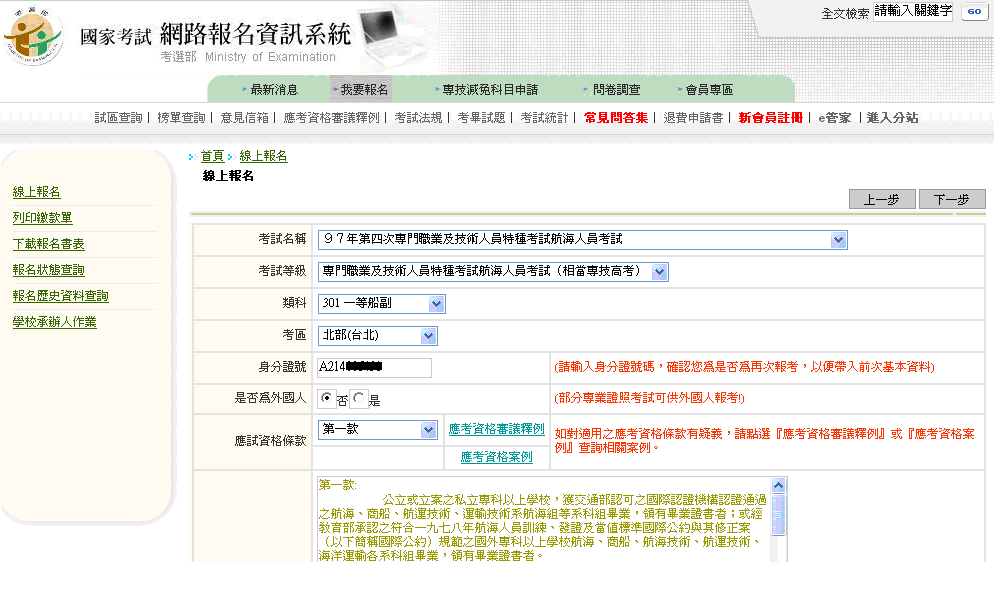 全文檢索 請輸入關鍵字 GO
國家考試 網路報名資訊系統
考選部 Ministry of Examination
最新消息 我要報名 專技減免科目申請 問卷調查 會員專區
試區查詢 | 榜單查詢 | 意見信箱 | 應考資格審議釋例 | 考試法規 | 考畢試題 | 考試統計 | 常見問答集 | 退費申請書 | 新會員註冊 | e管家 | 進入分站
首頁 線上報名
線上報名
上一步 下一步
線上報名
列印繳款單
下載報名書表
報名狀態查詢
報名歷史資料查詢
學校承辦人作業
考試名稱 97年第四次專門職業及技術人員特種考試航海人員考試
考試等級 專門職業及技術人員特種考試航海人員考試（相當專技高考）
類科 301 一等船副
考區 北部(台北)
身分證號 A214 (請輸入身分證號碼，確認您為是否為再次報考，以便帶入前次基本資料)
是否為外國人 否 是 (部分專業證照考試可供外國人報考!)
應試資格條款 第一款 應考資格審議釋例 如對適用之應考資格條款有疑義，請點選『應考資格審議釋例』或『應考資格案
應考資格案例 例』查詢相關案例。
第一款:
公立或立案之私立專科以上學校，獲交通部認可之國際認證機構認證通過
之航海、商船、航運技術、運輸技術系航海組等系科組畢業，領有畢業證書者；或經
教育部承認之符合一九七八年航海人員訓練、發證及當值標準國際公約與其修正案
（以下簡稱國際公約）規範之國外專科以上學校航海、商船、航海技術、航運技術、
海洋運輸各系科組畢業，領有畢業證書者。